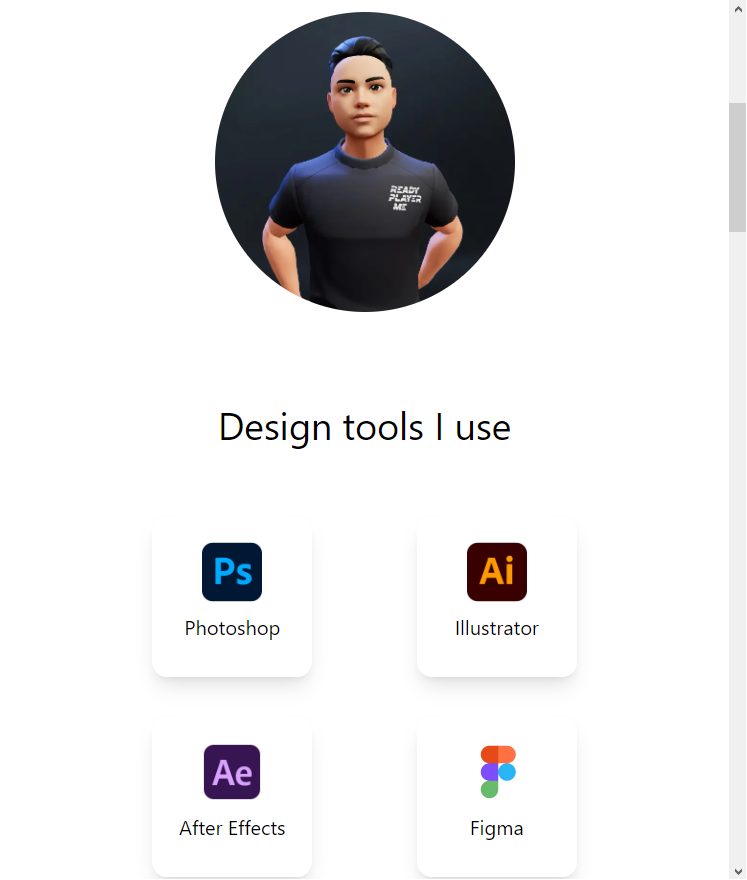 READY
PLAYER
ME
Design tools I use
Ps
Ai
Photoshop
Illustrator
Ae
After Effects
Figma